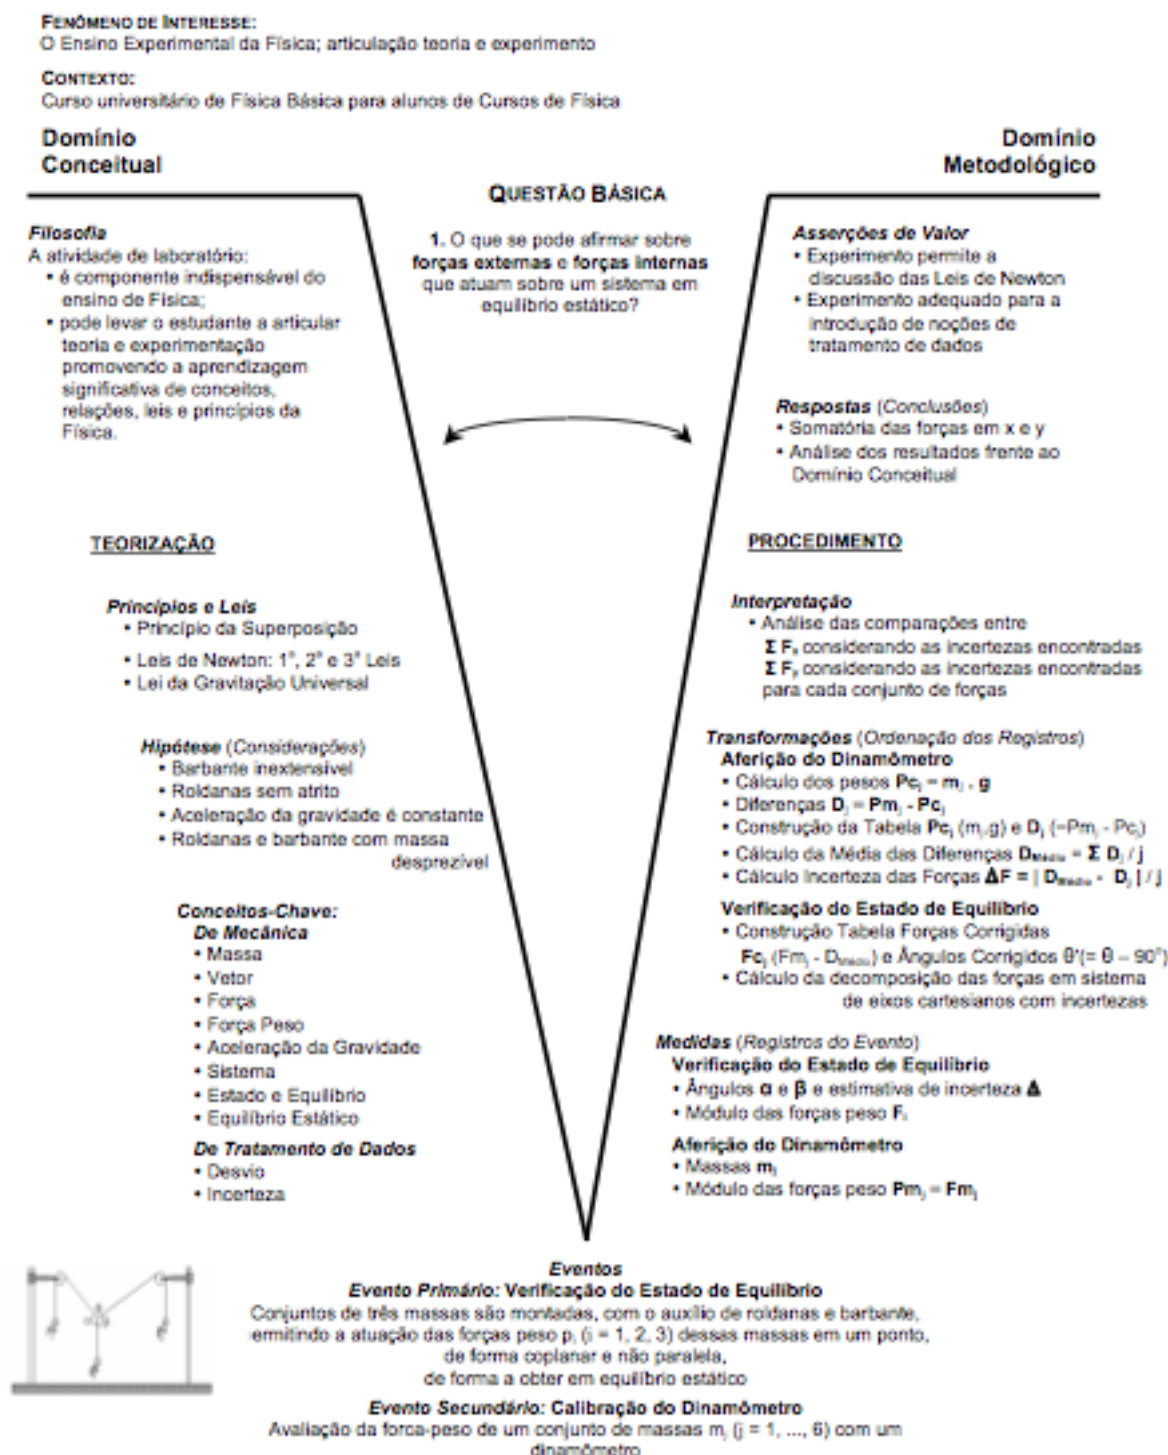 FENÔMENO DE INTERESSE:
O Ensino Experimental da Física; articulação teoria e experimento
CONTEXTO:
Curso universitário de Física Básica para alunos de Cursos de Física
Domínio
Conceitual
Domínio
Metodológico
QUESTÃO BÁSICA
1. O que se pode afirmar sobre
forças externas e forças internas
que atuam sobre um sistema em
equilíbrio estático?
Filosofia
A atividade de laboratório:
• é componente indispensável do
ensino de Física;
• pode levar o estudante a articular
teoria e experimentação
promovendo a aprendizagem
significativa de conceitos,
relações, leis e princípios da
Física.
TEORIZAÇÃO
Princípios e Leis
• Princípio da Superposição
• Leis de Newton: 1ª, 2ª e 3ª Leis
• Lei da Gravitação Universal
Hipótese (Considerações)
• Barbante inextensível
• Roldanas sem atrito
• Aceleração da gravidade é constante
• Roldanas e barbante com massa
desprezível
Conceitos-Chave:
De Mecânica
• Massa
• Vetor
• Força
• Força Peso
• Aceleração da Gravidade
• Sistema
• Estado e Equilíbrio
• Equilíbrio Estático
De Tratamento de Dados
• Desvio
• Incerteza
Asserções de Valor
• Experimento permite a
discussão das Leis de Newton
• Experimento adequado para a
introdução de noções de
tratamento de dados
Respostas (Conclusões)
• Somatória das forças em x e y
• Análise dos resultados frente ao
Domínio Conceitual
PROCEDIMENTO
Interpretação
• Análise das comparações entre
Σ Fx considerando as incertezas encontradas
Σ Fy considerando as incertezas encontradas
para cada conjunto de forças
Transformações (Ordenação dos Registros)
Aferição do Dinamômetro
• Cálculo dos pesos Pcj = mj . g
• Diferenças Dj = Pmj - Pcj
• Construção da Tabela Pcj (mj.g) e Dj (=Pmj - Pcj)
• Cálculo da Média das Diferenças DMédia = Σ Dj / j
• Cálculo Incerteza das Forças ΔF = | DMédia - Dj | / j
Verificação do Estado de Equilíbrio
• Construção Tabela Forças Corrigidas
Fcj (Fmj - DMédia) e Ângulos Corrigidos θ'(= θ – 90°)
• Cálculo da decomposição das forças em sistema
de eixos cartesianos com incertezas
Medidas (Registros do Evento)
Verificação do Estado de Equilíbrio
• Ângulos α e β e estimativa de incerteza Δ
• Módulo das forças peso Fi
Aferição do Dinamômetro
• Massas mj
• Módulo das forças peso Pmj = Fmj
Eventos
Evento Primário: Verificação do Estado de Equilíbrio
Conjuntos de três massas são montadas, com o auxílio de roldanas e barbante,
ermitindo a atuação das forças peso pi (i = 1, 2, 3) dessas massas em um ponto,
de forma coplanar e não paralela,
de forma a obter em equilíbrio estático
Evento Secundário: Calibração do Dinamômetro
Avaliação da forca-peso de um conjunto de massas mj (j = 1, ..., 6) com um
dinamômetro